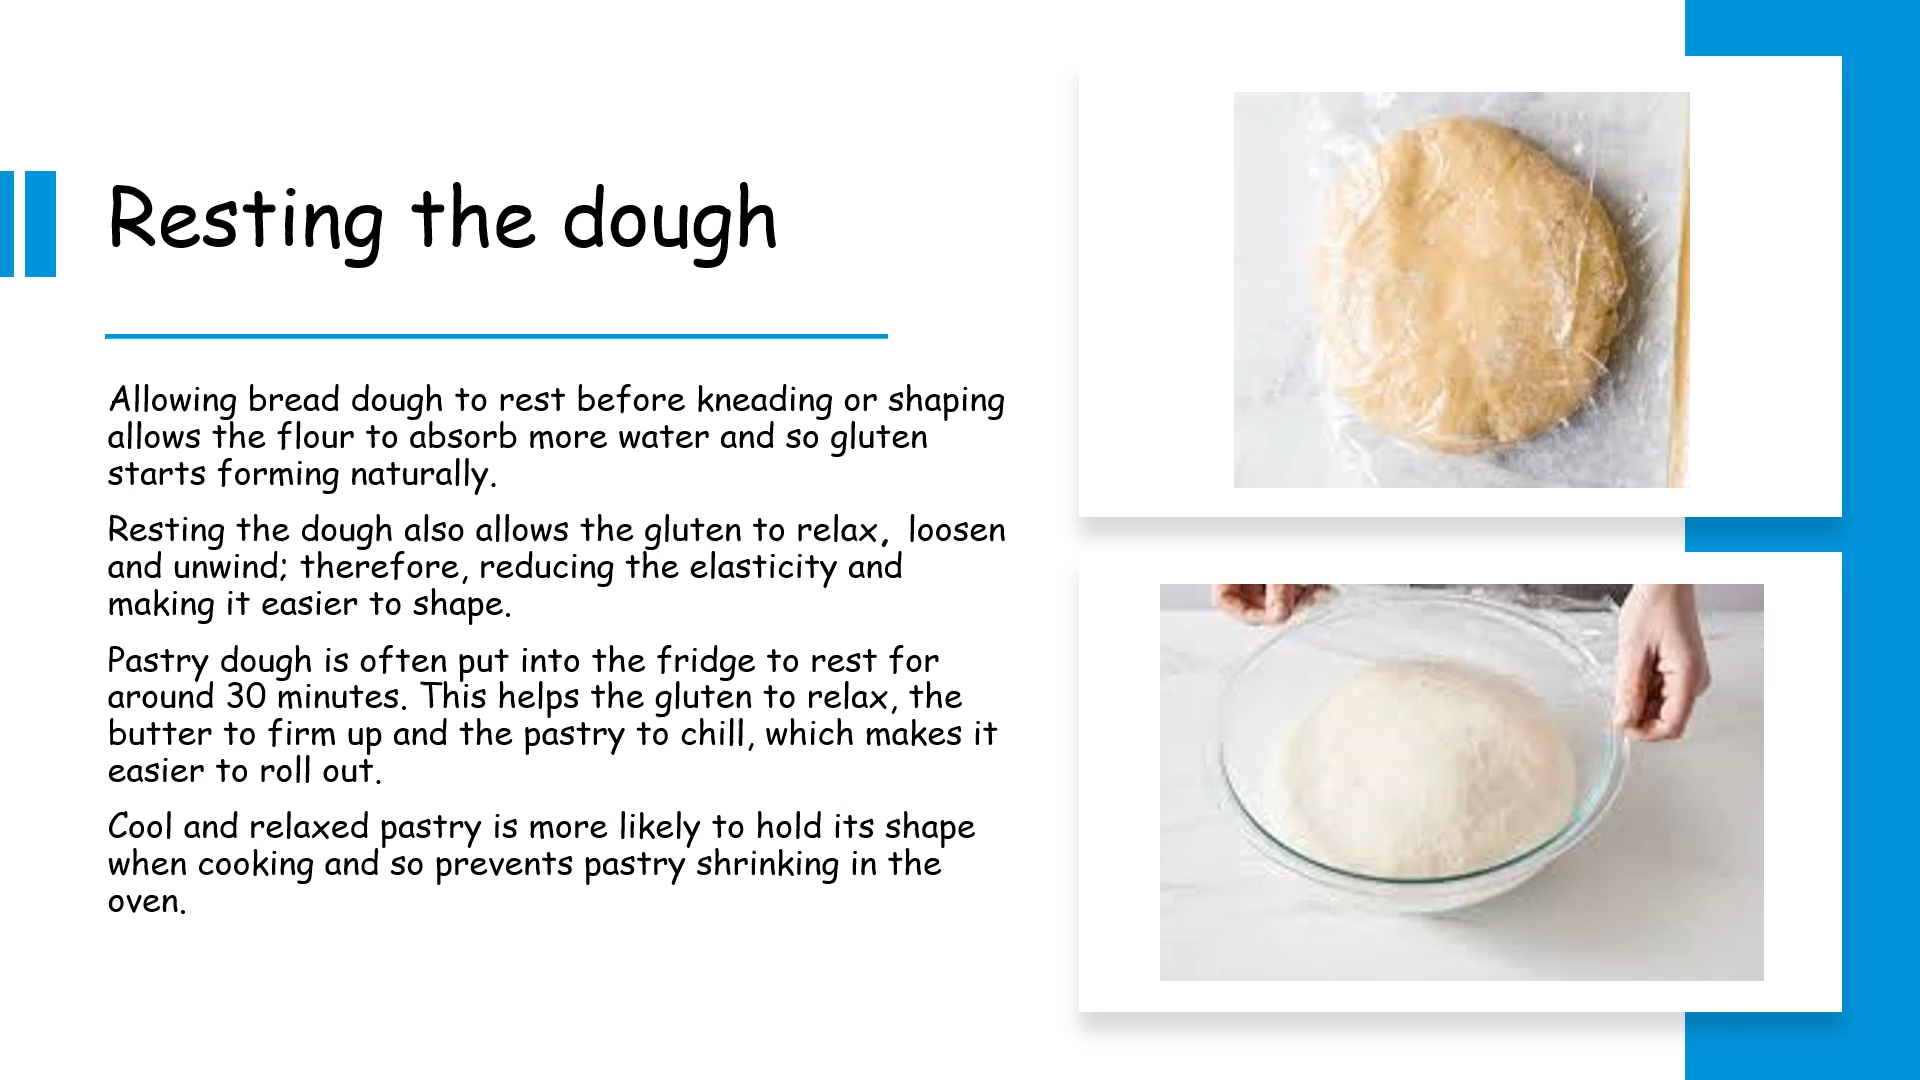 Resting the dough
Allowing bread dough to rest before kneading or shaping
allows the flour to absorb more water and so gluten
starts forming naturally.
Resting the dough also allows the gluten to relax,  loosen
and unwind; therefore, reducing the elasticity and
making it easier to shape.
Pastry dough is often put into the fridge to rest for
around 30 minutes. This helps the gluten to relax, the
butter to firm up and the pastry to chill, which makes it
easier to roll out.
Cool and relaxed pastry is more likely to hold its shape
when cooking and so prevents pastry shrinking in the
oven.